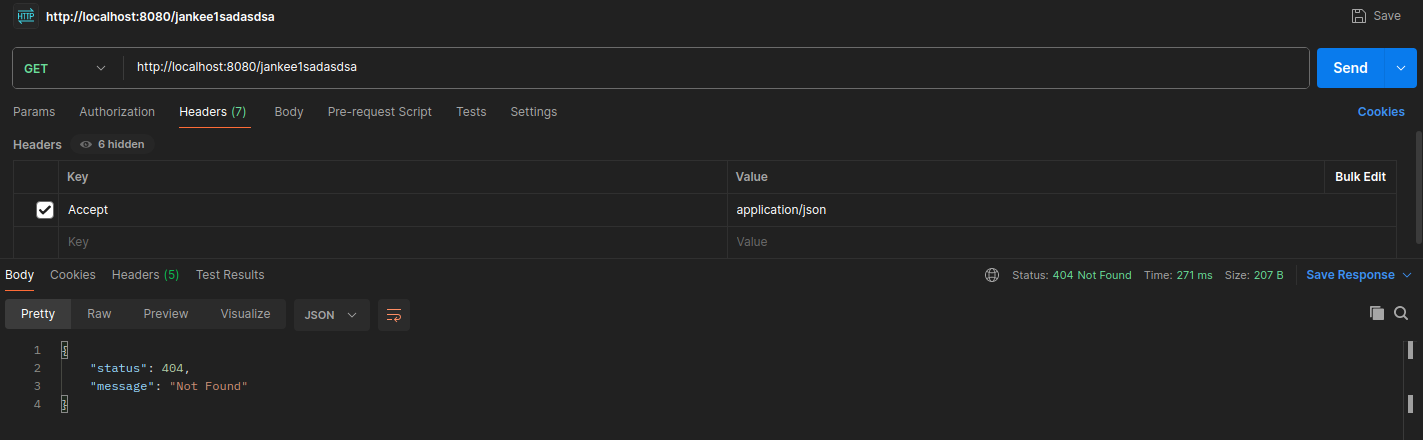 HTTP http://localhost:8080/jankee1sadasdsa Save
GET http://localhost:8080/jankee1sadasdsa Send
Params Authorization Headers (7) Body Pre-request Script Tests Settings Cookies
Headers 6 hidden
Key Value Bulk Edit
Accept application/json
Key Value
Body Cookies Headers (5) Test Results Status: 404 Not Found Time: 271 ms Size: 207 B Save Response
Pretty Raw Preview Visualize JSON
1 {
2 "status": 404,
3 "message": "Not Found"
4 }